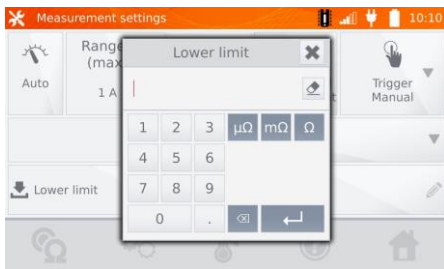 Measurement settings 10:10
Range
(max
Auto
1 A
Lower limit
t
Trigger
Manual
1 2 3 μΩ mΩ Ω
4 5 6
7 8 9
0 .
Lower limit